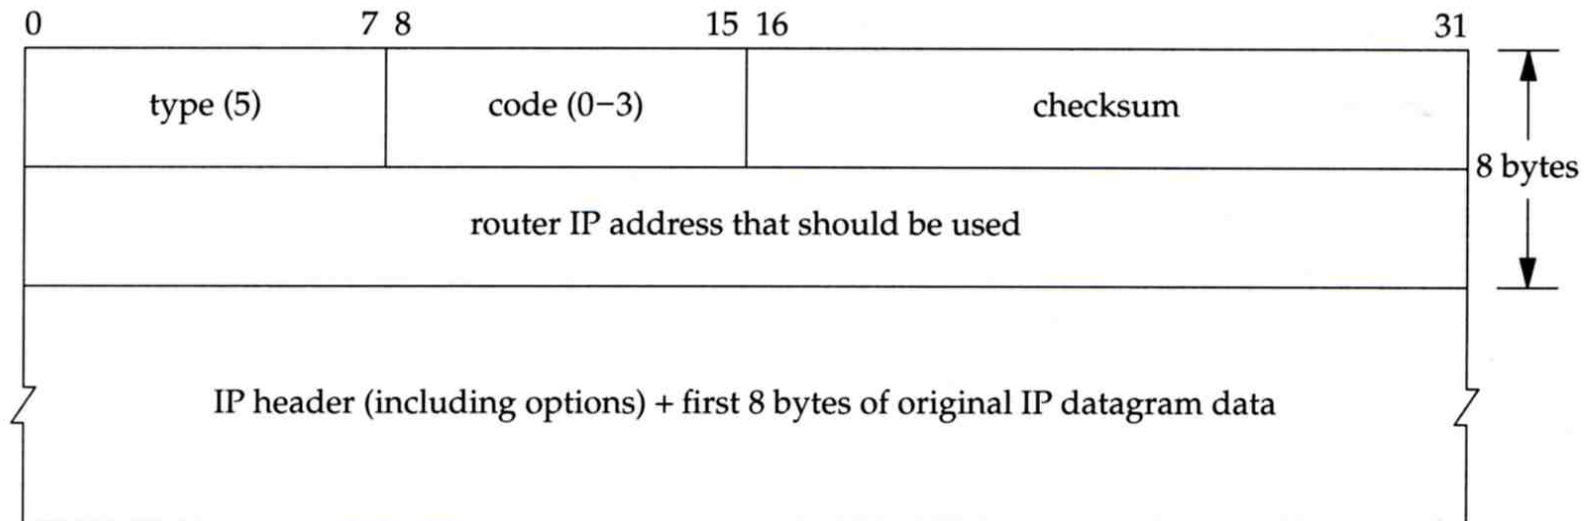 0 7 8 15 16 31
type (5) code (0−3) checksum
8 bytes
router IP address that should be used
IP header (including options) + first 8 bytes of original IP datagram data